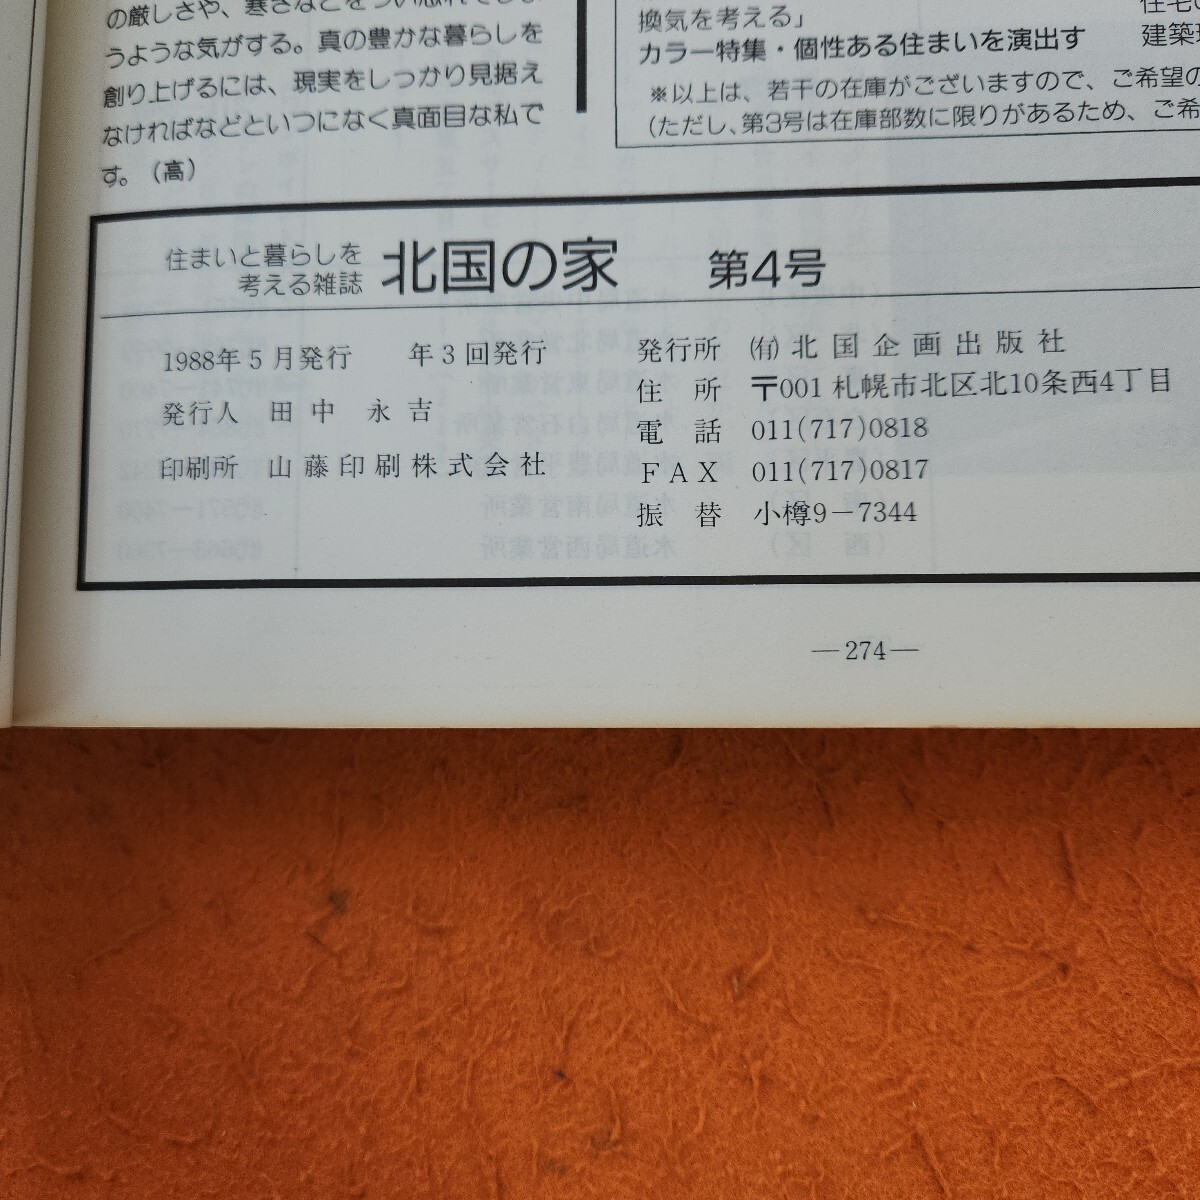 の厳しさや、寒さなどをつい忘れてしま
うような気がする。真の豊かな暮らしを
創り上げるには、現実をしっかり見据え
なければなどといつになく真面目な私で
す。(高)
換気を考える」
カラー特集・個性ある住まいを演出す
※以上は、若干の在庫がございますので、ご希望の
(ただし、第3号は在庫部数に限りがあるため、ご希
建築
住まいと暮らしを
考える雑誌
北国の家 第4号
1988年5月発行 年3回発行
発行人 田中 永吉
印刷所 山藤印刷株式会社
発行所 (有)北国企画出版社
住所 〒001 札幌市北区北10条西4丁目
電話 011(717)0818
FAX 011(717)0817
振替 小樽9-7344
—274—